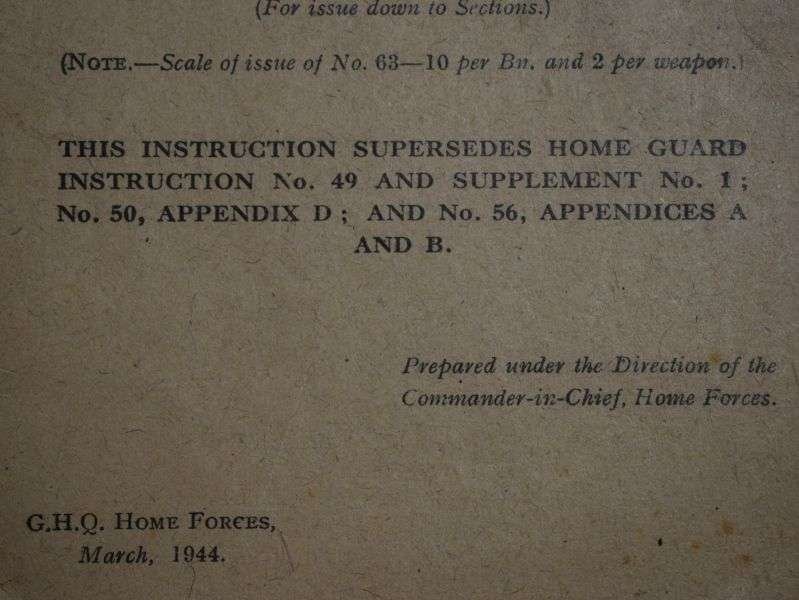 (For issue down to Sections.)
(NOTE.—Scale of issue of No. 63—10 per Bn. and 2 per weapon.)
THIS INSTRUCTION SUPERSEDES HOME GUARD
INSTRUCTION No. 49 AND SUPPLEMENT No. 1;
No. 50, APPENDIX D; AND No. 56, APPENDICES A
AND B.
Prepared under the Direction of the
Commander-in-Chief, Home Forces.
G.H.Q. HOME FORCES,
March, 1944.